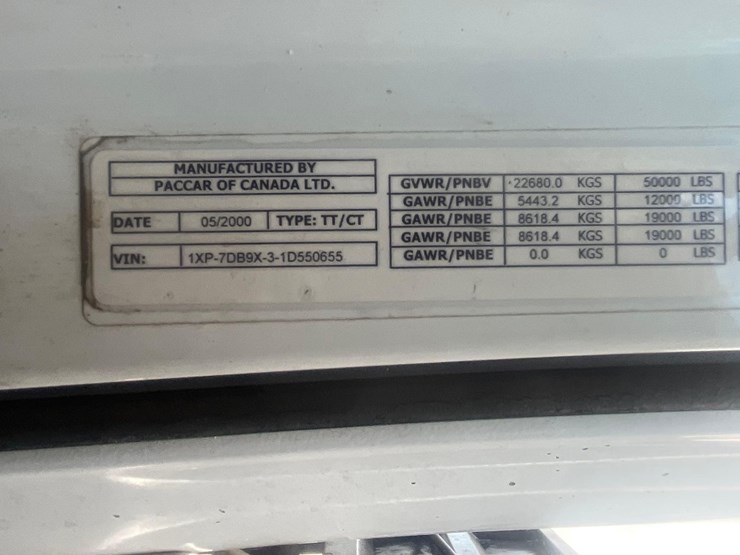 MANUFACTURED BY
PACCAR OF CANADA LTD.
DATE 05/2000 TYPE: TT/CT
VIN: 1XP-7DB9X-3-1D550655
GVWR/PNBV 22680.0 KGS 50000 LBS
GAWR/PNBE 5443.2 KGS 12000 LBS
GAWR/PNBE 8618.4 KGS 19000 LBS
GAWR/PNBE 8618.4 KGS 19000 LBS
GAWR/PNBE 0.0 KGS 0 LBS